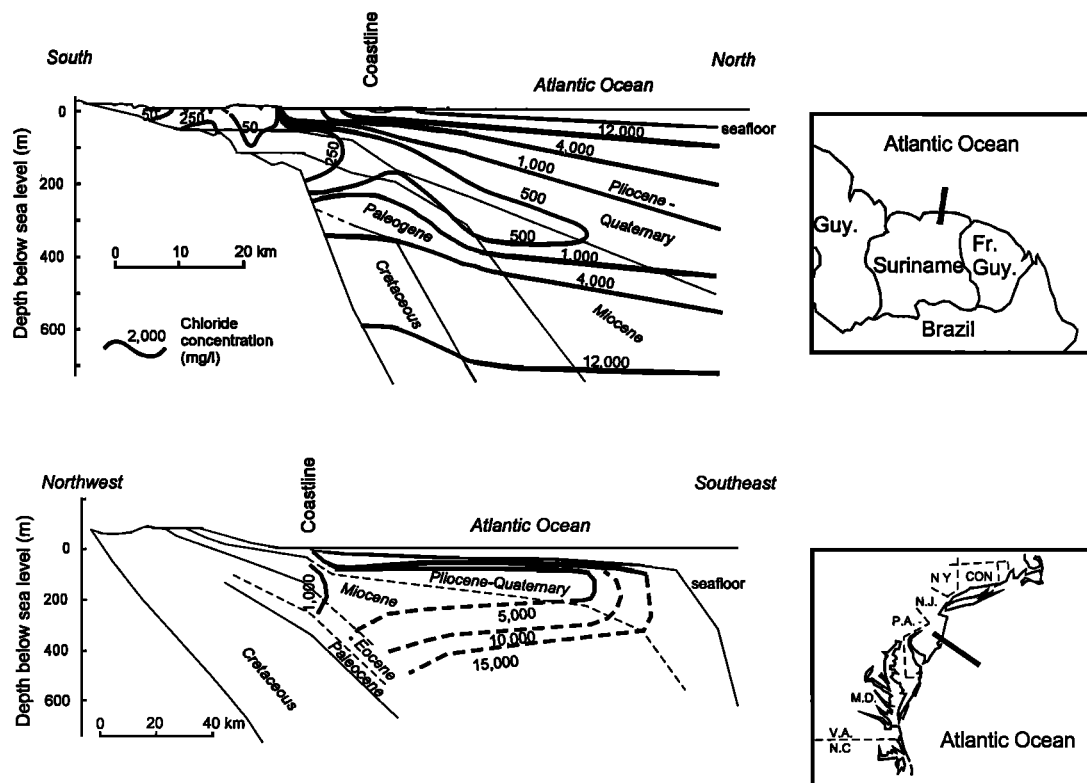 South
Coastline
Atlantic Ocean
North
Depth below sea level (m)
0
200
400
600
50
250
50
250
12,000
seafloor
4,000
1,000
Pliocene -
Quaternary
500
500
Paleogene
1,000
4,000
Cretaceous
Miocene
12,000
0 10 20 km
2,000
Chloride
concentration
(mg/l)
Atlantic Ocean
Guy.
Suriname
Fr.
Guy.
Brazil
Northwest
Coastline
Atlantic Ocean
Southeast
Depth below sea level (m)
0
200
400
600
seafloor
Pliocene-Quaternary
1,000
Miocene
5,000
10,000
15,000
Eocene
Paleocene
Cretaceous
0 20 40 km
N Y
CON
N.J.
P.A.
M.D.
V.A.
N.C
Atlantic Ocean